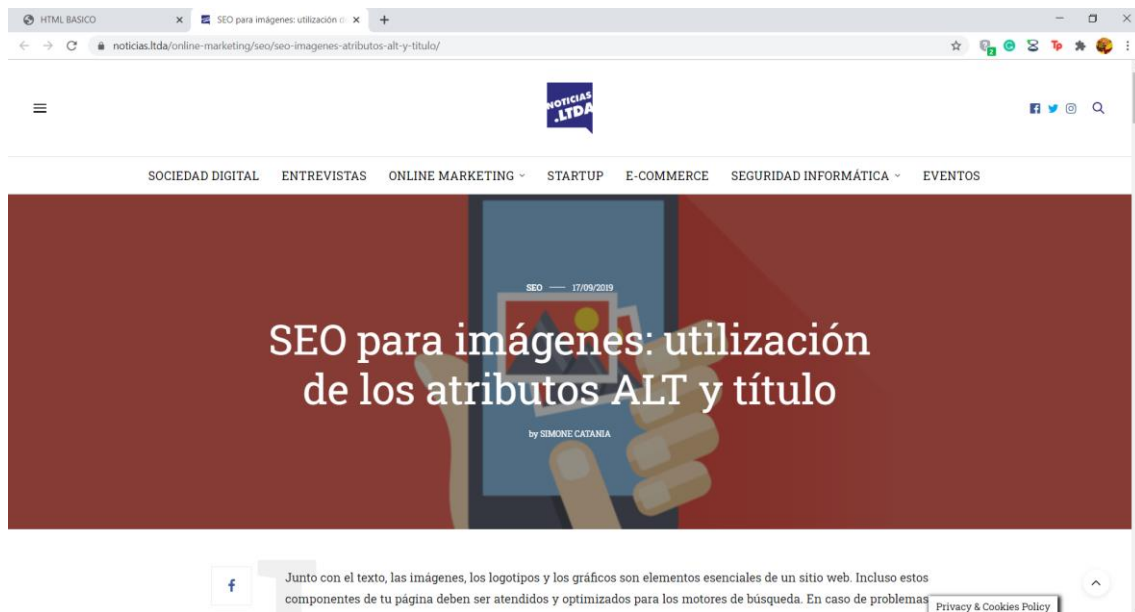 HTML BASICO
SEO para imágenes: utilización d
noticias.ltda/online-marketing/seo/seo-imagenes-atributos-alt-y-titulo/
2
Tp
NOTICIAS
.LTDA
SOCIEDAD DIGITAL ENTREVISTAS ONLINE MARKETING STARTUP E-COMMERCE SEGURIDAD INFORMÁTICA EVENTOS
SEO — 17/09/2019
SEO para imágenes: utilización
de los atributos ALT y título
by SIMONE CATANIA
Junto con el texto, las imágenes, los logotipos y los gráficos son elementos esenciales de un sitio web. Incluso estos
componentes de tu página deben ser atendidos y optimizados para los motores de búsqueda. En caso de problemas
Privacy & Cookies Policy